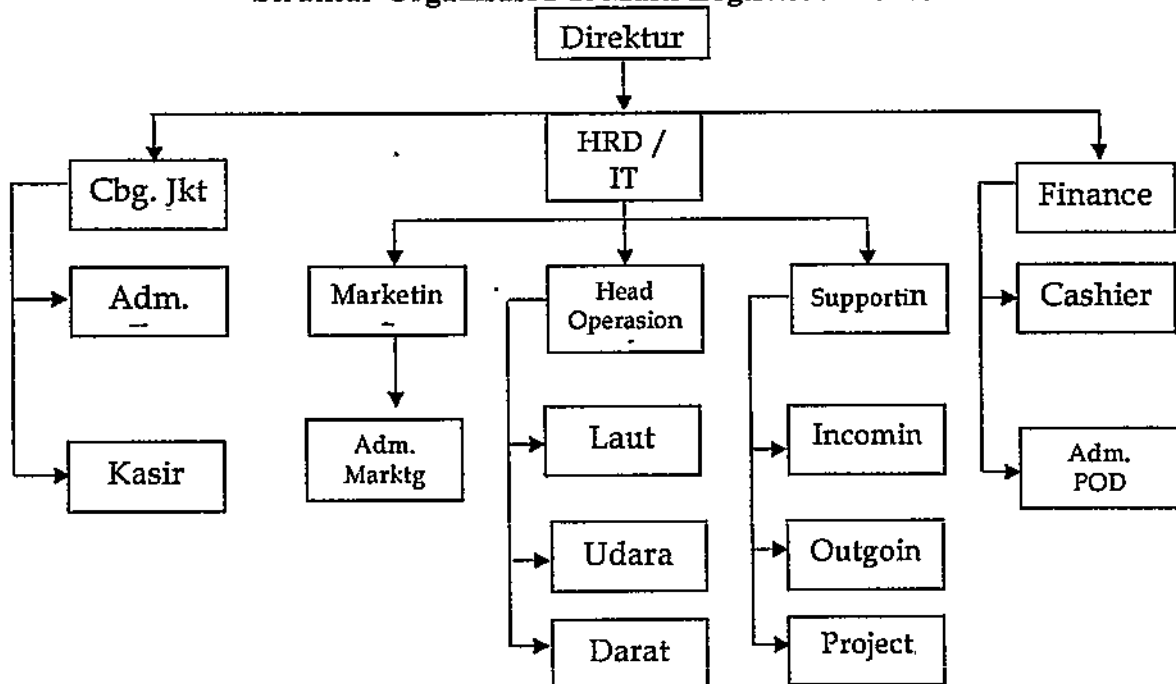 Direktur
HRD /
IT
Cbg. Jkt
Finance
Adm.
Marketin
Head
Operasion
Supportin
Cashier
Kasir
Adm.
Marktg
Laut
Incomin
Adm.
POD
Udara
Outgoin
Darat
Project